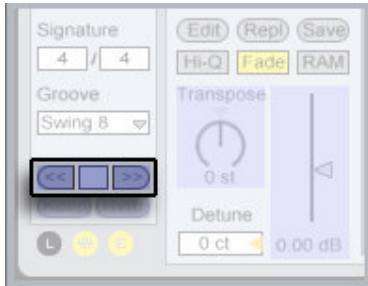 Signature
4 / 4
Groove
Swing 8
<< >>
L E
Edit Repl Save
Hi-Q Fade RAM
Transpose
0 st
Detune
0 ct 0.00 dB